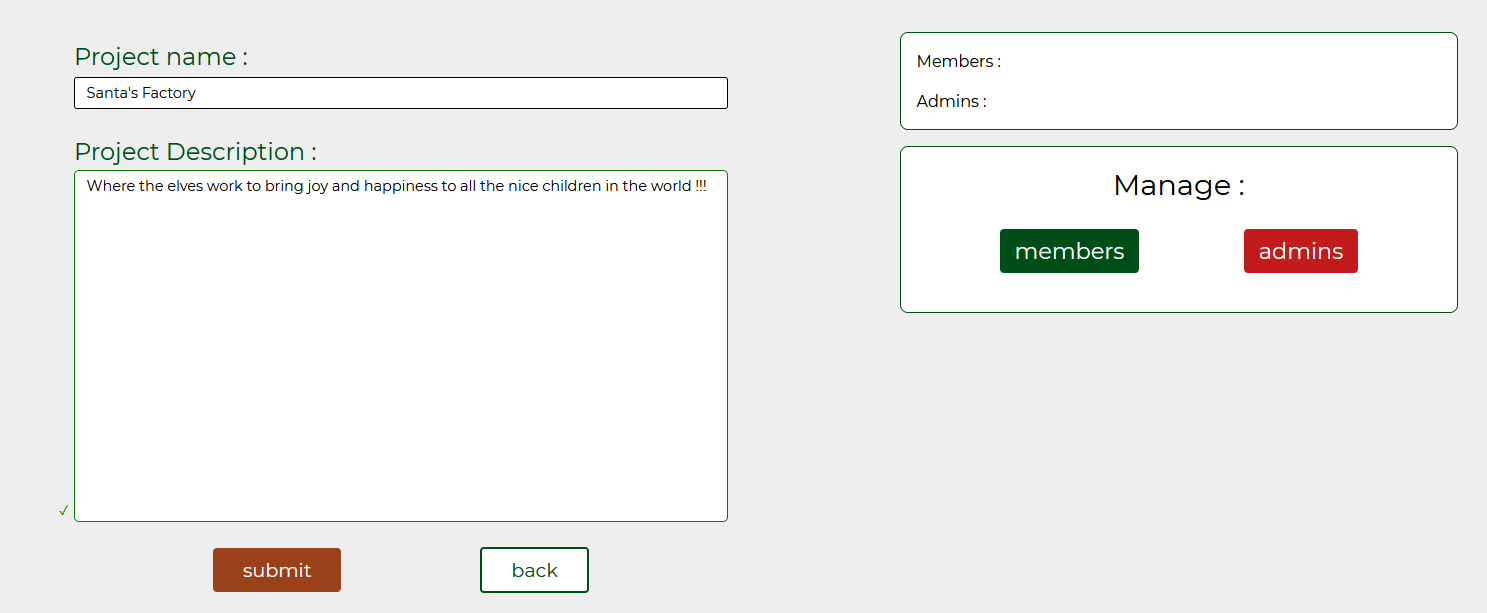 Project name :
Santa's Factory
Project Description :
Where the elves work to bring joy and happiness to all the nice children in the world !!!
✓
submit
back
Members :
Admins :
Manage :
members
admins